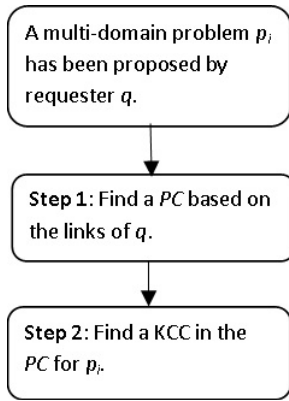 A multi-domain problem pᵢ
has been proposed by
requester q.
Step 1: Find a PC based on
the links of q.
Step 2: Find a KCC in the
PC for pᵢ.